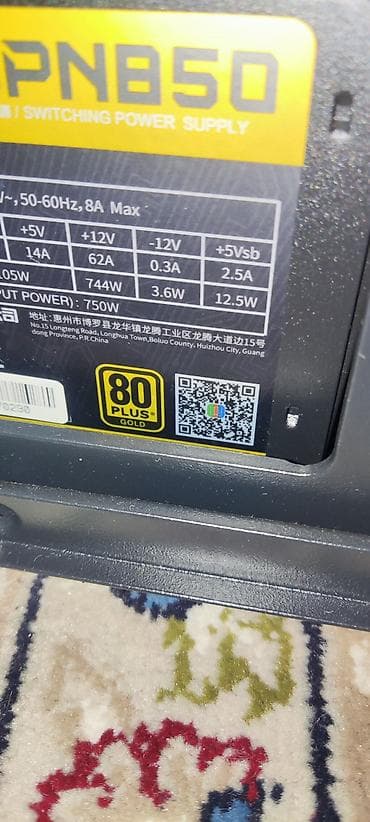 PN850
/ SWITCHING POWER SUPPLY
~,50-60Hz,8A Max
+5V +12V -12V +5Vsb
14A 62A 0.3A 2.5A
105W 744W 3.6W 12.5W
PUT POWER): 750W
司 地址:惠州市博罗县龙华镇龙腾工业区龙腾大道边15号
No.15 Longteng Road, Longhua Town,Boluo County, Huizhou City, Guang
dong Province, P.R.China
80
PLUS
GOLD